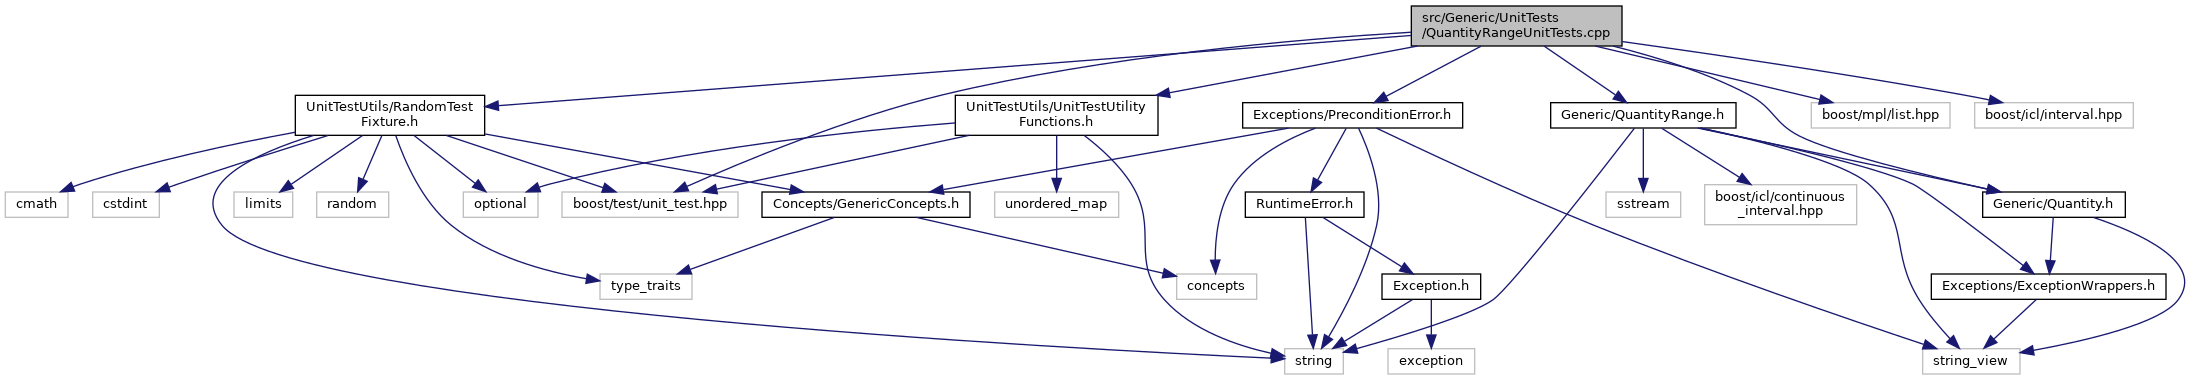 src/Generic/UnitTests
/QuantityRangeUnitTests.cpp
UnitTestUtils/RandomTest
Fixture.h
UnitTestUtils/UnitTestUtility
Functions.h
Exceptions/PreconditionError.h
Generic/QuantityRange.h
boost/mpl/list.hpp
boost/icl/interval.hpp
cmath
cstdint
limits
random
optional
boost/test/unit_test.hpp
Concepts/GenericConcepts.h
unordered_map
RuntimeError.h
sstream
boost/icl/continuous
_interval.hpp
Generic/Quantity.h
type_traits
concepts
Exception.h
Exceptions/ExceptionWrappers.h
string
exception
string_view